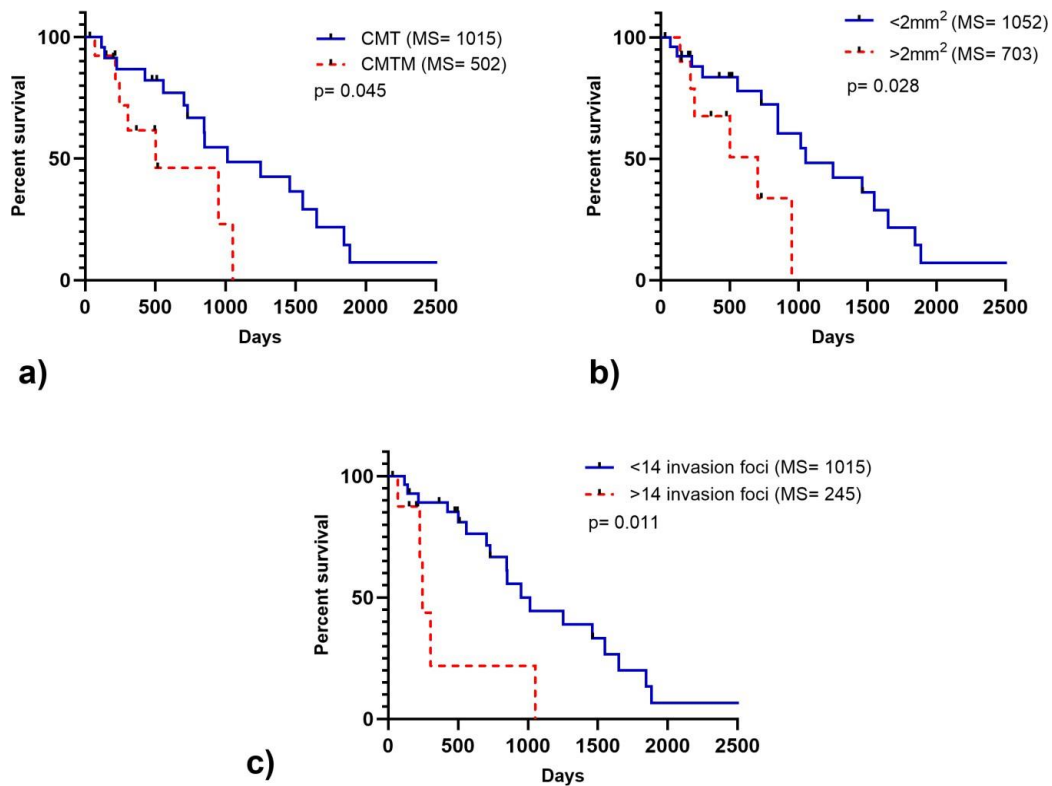 CMT (MS= 1015)
CMTM (MS= 502)
p= 0.045
Percent survival
100
50
0
0 500 1000 1500 2000 2500
Days
a)
<2mm² (MS= 1052)
>2mm² (MS= 703)
p= 0.028
Percent survival
100
50
0
0 500 1000 1500 2000 2500
Days
b)
<14 invasion foci (MS= 1015)
>14 invasion foci (MS= 245)
p= 0.011
Percent survival
100
50
0
0 500 1000 1500 2000 2500
Days
c)